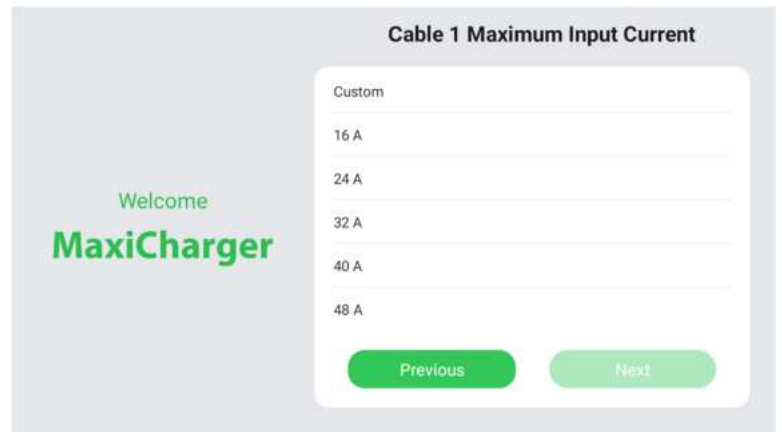 Cable 1 Maximum Input Current
Custom
16 A
24 A
32 A
40 A
48 A
Welcome
MaxiCharger
Previous
Next